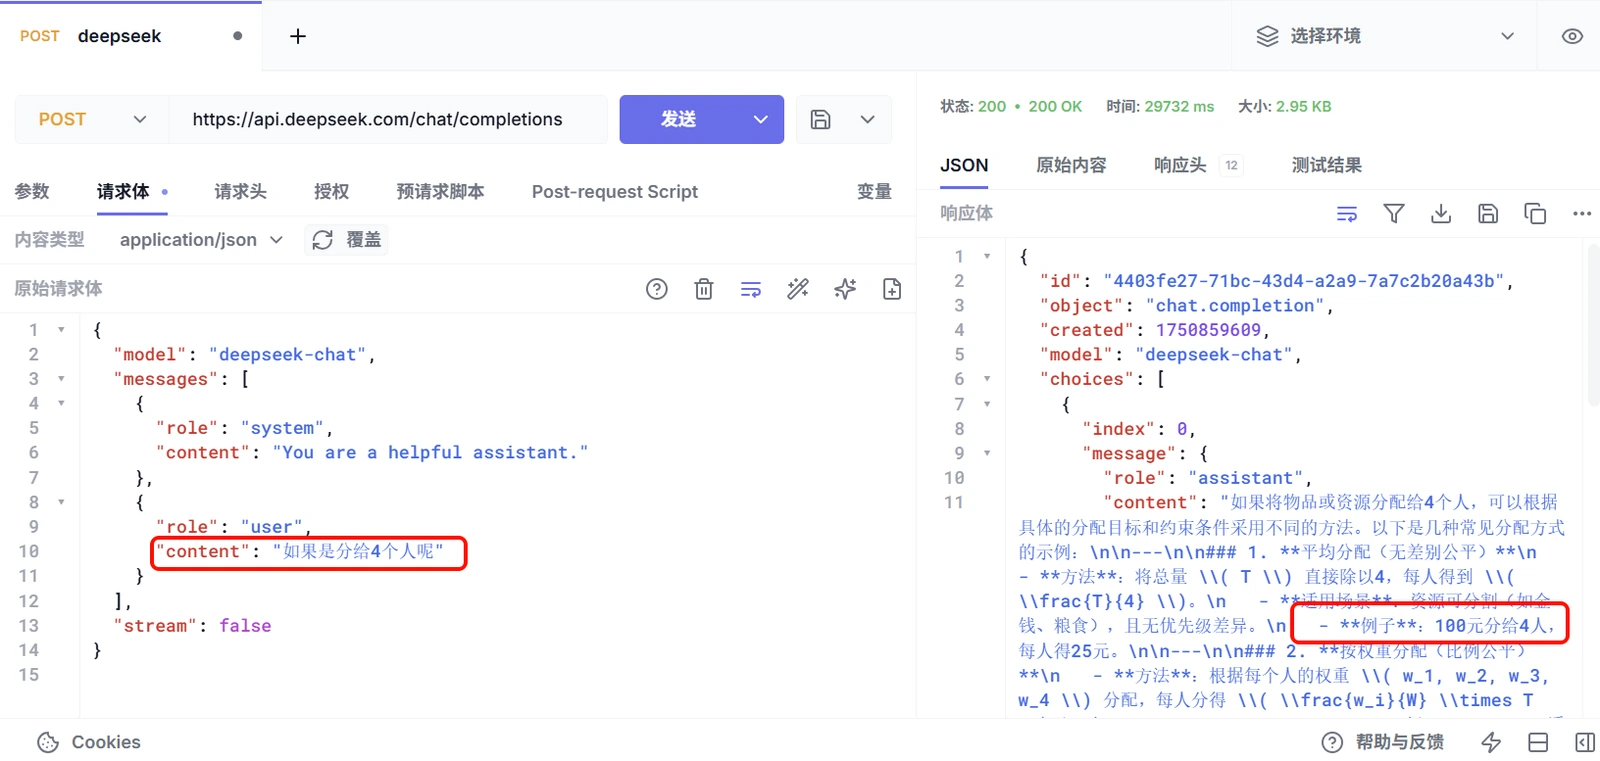 POST deepseek
选择环境
POST https://api.deepseek.com/chat/completions 发送
参数 请求体 请求头 授权 预请求脚本 Post-request Script 变量
内容类型 application/json 覆盖
原始请求体
1 {
2 "model": "deepseek-chat",
3 "messages": [
4 {
5 "role": "system",
6 "content": "You are a helpful assistant."
7 },
8 {
9 "role": "user",
10 "content": "如果是分给4个人呢"
11 }
12 ],
13 "stream": false
14 }
15
Cookies
状态: 200 • 200 OK 时间: 29732 ms 大小: 2.95 KB
JSON 原始内容 响应头 12 测试结果
响应体
1 {
2 "id": "4403fe27-71bc-43d4-a2a9-7a7c2b20a43b",
3 "object": "chat.completion",
4 "created": 1750859609,
5 "model": "deepseek-chat",
6 "choices": [
7 {
8 "index": 0,
9 "message": {
10 "role": "assistant",
11 "content": "如果将物品或资源分配给4个人，可以根据
具体的分配目标和约束条件采用不同的方法。以下是几种常见分配方式
的示例：\n\n---\n\n### 1. **平均分配（无差别公平）**\n
- **方法**：将总量 \\( T \\) 直接除以4，每人得到 \\(
\\frac{T}{4} \\)。\n - **适用场景**：资源可分割（如金
钱、粮食），且无优先级差异。\n - **例子**：100元分给4人，
每人得25元。\n\n---\n\n### 2. **按权重分配（比例公平）
**\n - **方法**：根据每个人的权重 \\( w_1, w_2, w_3,
w_4 \\) 分配，每人分得 \\( \\frac{w_i}{W} \\times T
帮助与反馈